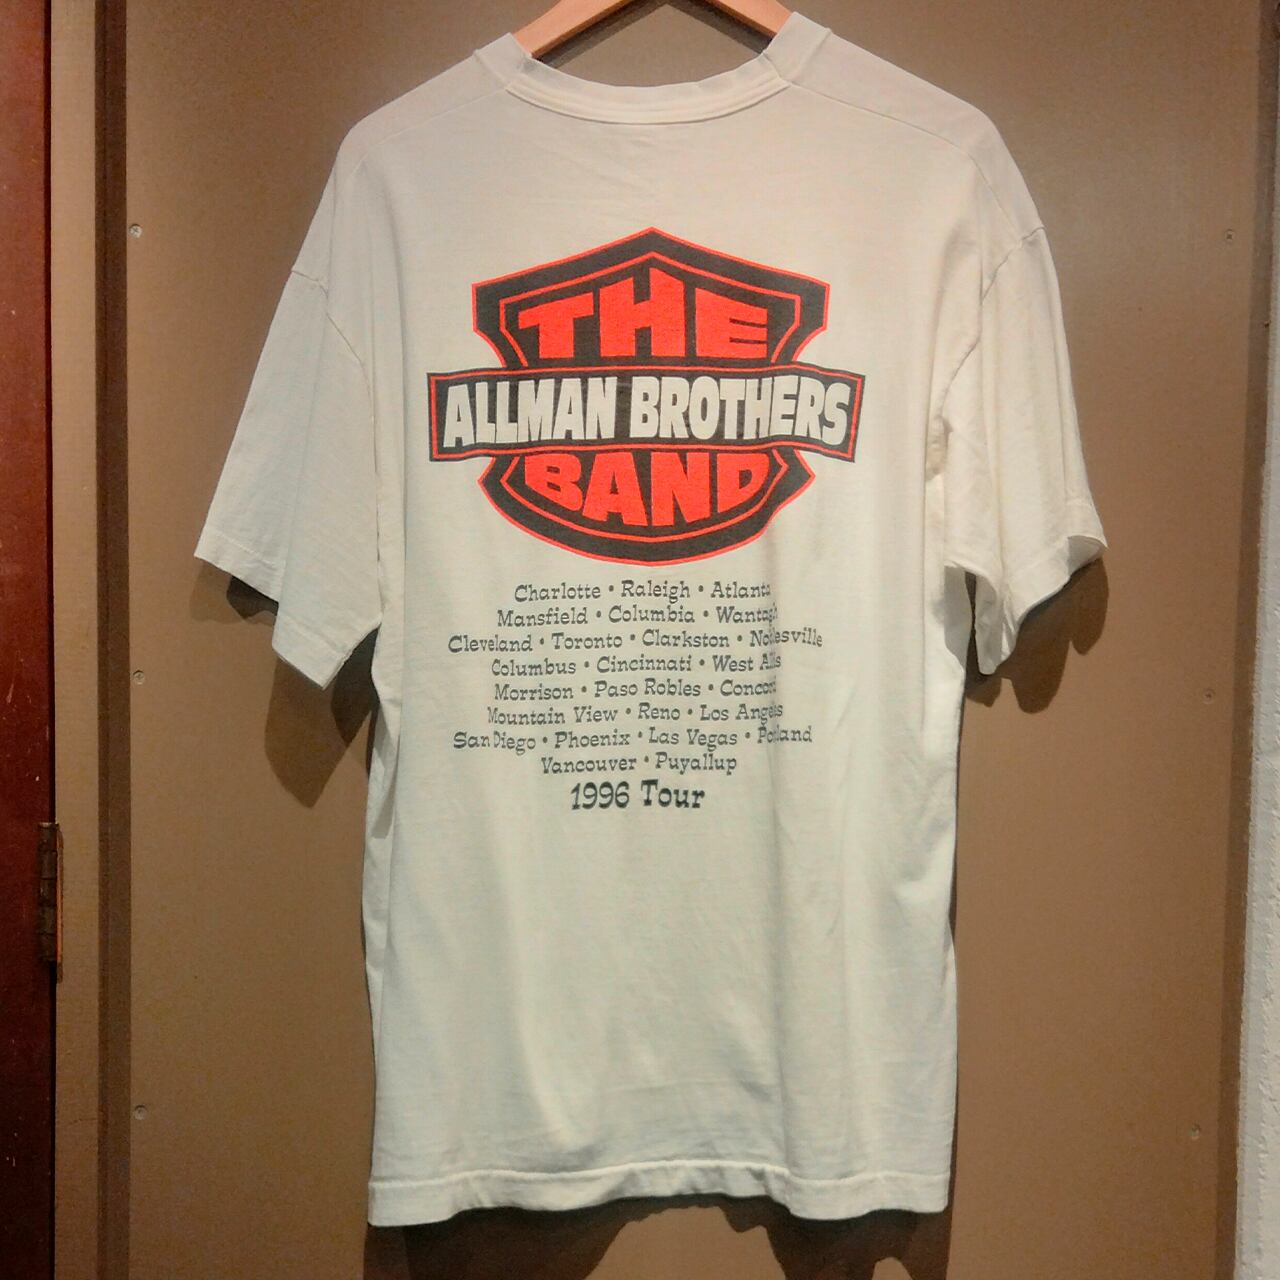 THE
ALLMAN BROTHERS
BAND
Charlotte • Raleigh • Atlanta
Mansfield • Columbia • Wantagh
Cleveland • Toronto • Clarkston • Noblesville
Columbus • Cincinnati • West Allis
Morrison • Paso Robles • Concord
Mountain View • Reno • Los Angeles
San Diego • Phoenix • Las Vegas • Portland
Vancouver • Puyallup
1996 Tour